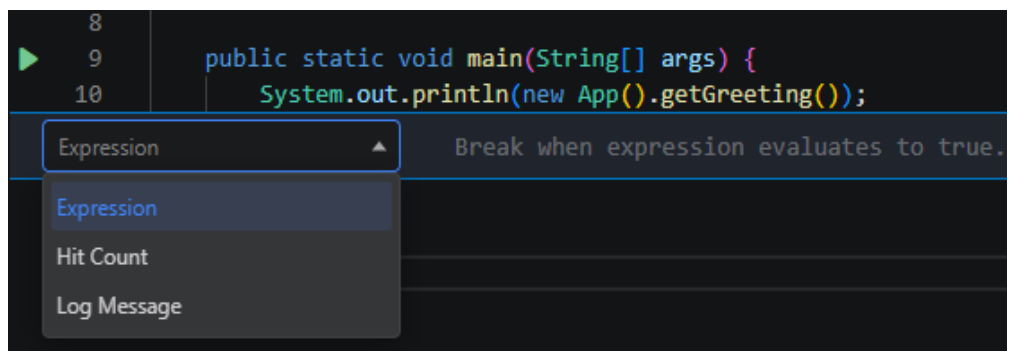 8
9 public static void main(String[] args) {
10 System.out.println(new App().getGreeting());
Expression Break when expression evaluates to true.
Expression
Hit Count
Log Message